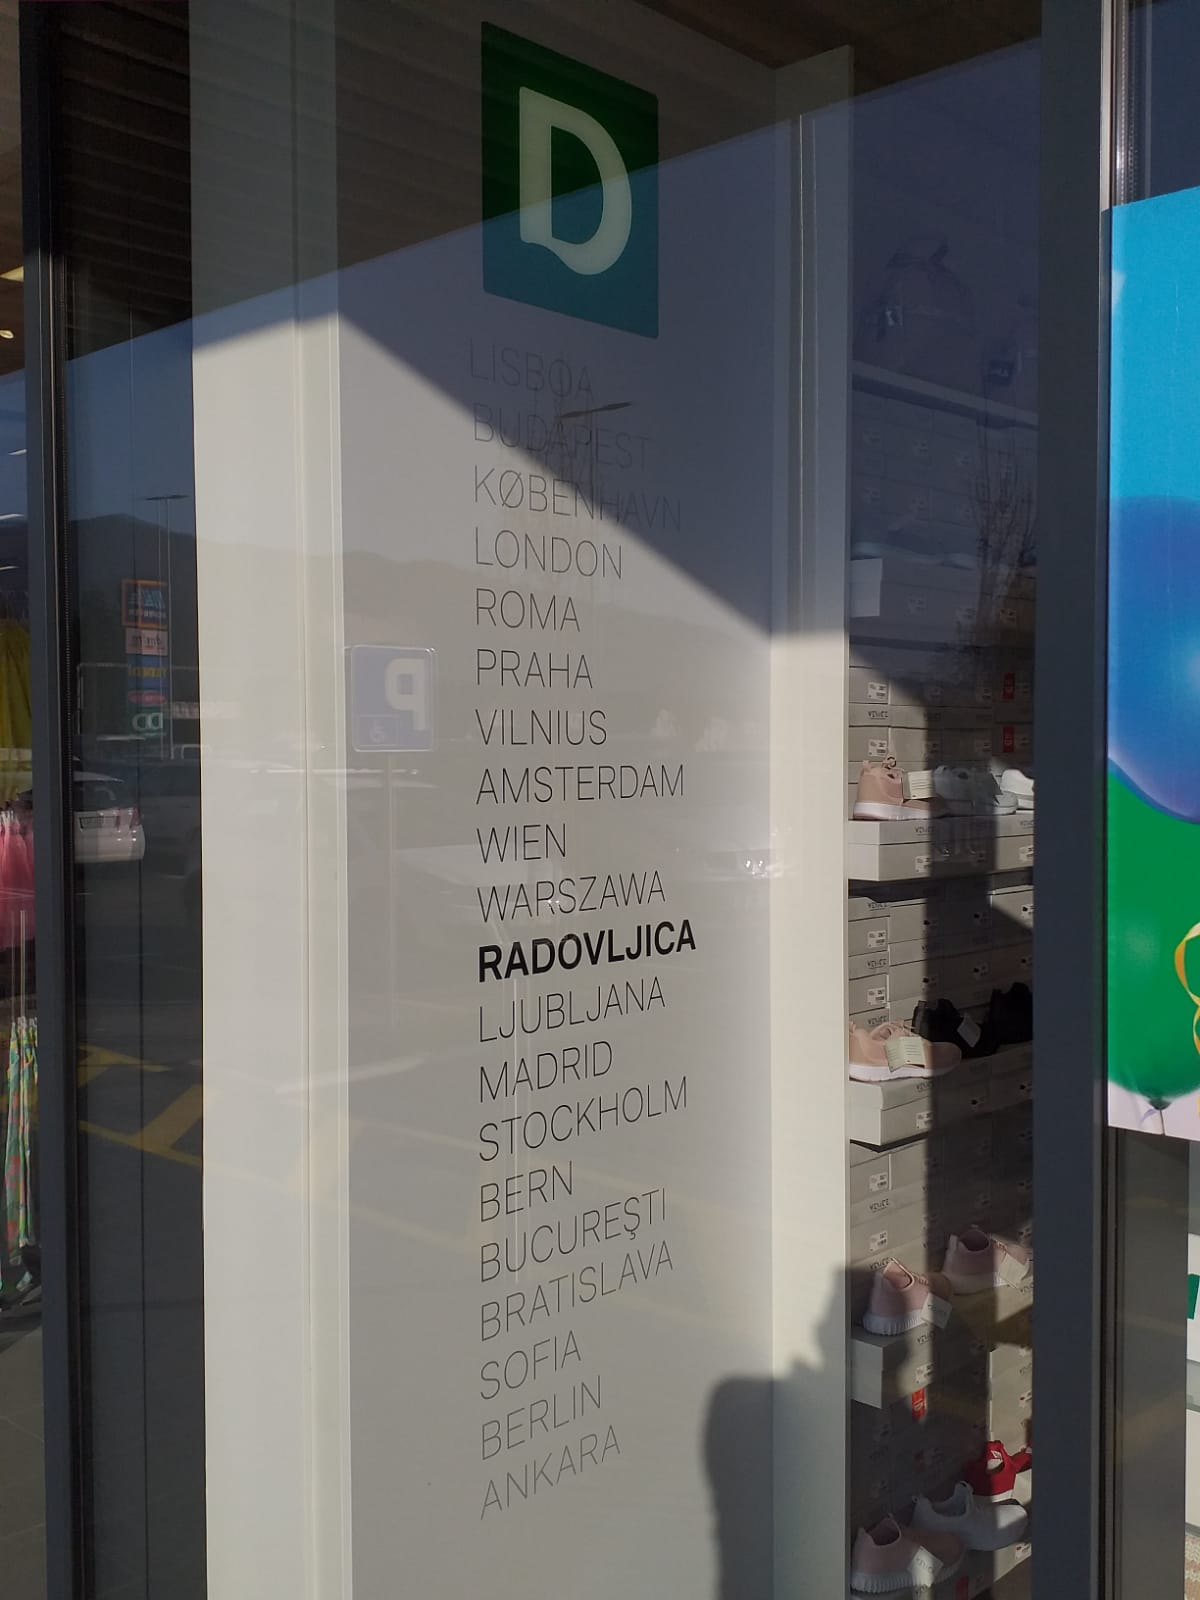 D
LISBOA
BUDAPEST
KØBENHAVN
LONDON
ROMA
PRAHA
VILNIUS
AMSTERDAM
WIEN
WARSZAWA
RADOVLJICA
LJUBLJANA
MADRID
STOCKHOLM
BERN
BUCUREŞTI
BRATISLAVA
SOFIA
BERLIN
ANKARA
P